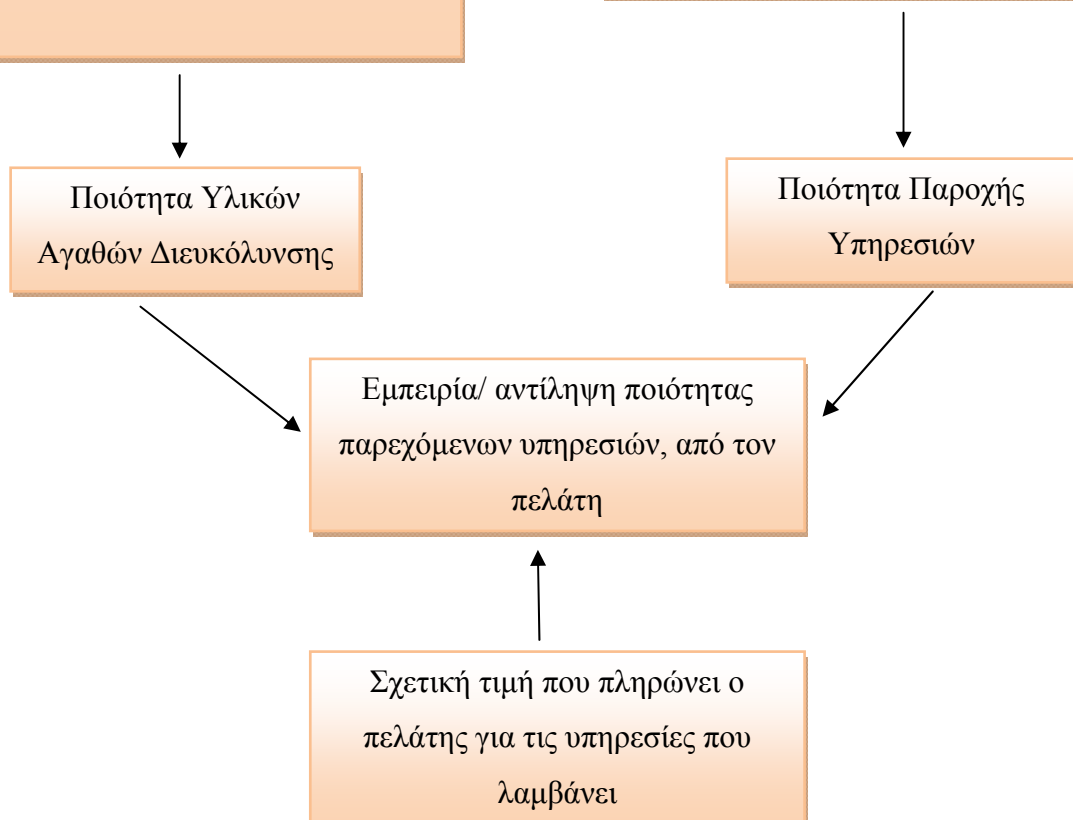 Ποιότητα Υλικών
Αγαθών Διευκόλυνσης
Ποιότητα Παροχής
Υπηρεσιών
Εμπειρία/ αντίληψη ποιότητας
παρεχόμενων υπηρεσιών, από τον
πελάτη
Σχετική τιμή που πληρώνει ο
πελάτης για τις υπηρεσίες που
λαμβάνει